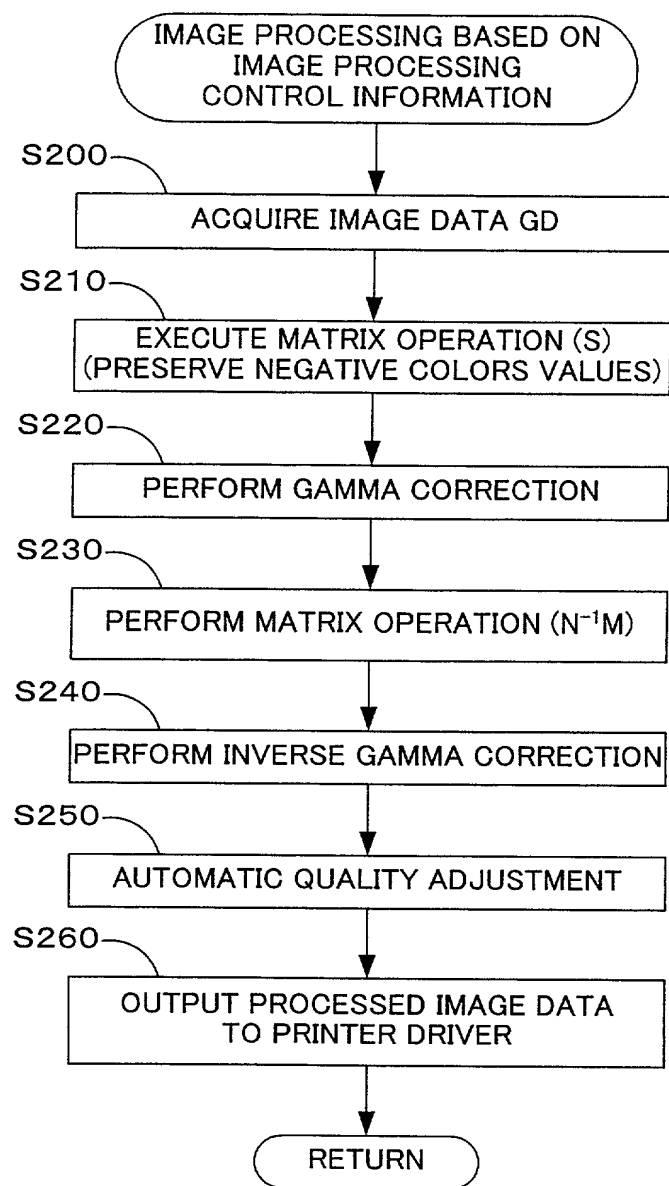 IMAGE PROCESSING BASED ON
IMAGE PROCESSING
CONTROL INFORMATION
S200
ACQUIRE IMAGE DATA GD
S210
EXECUTE MATRIX OPERATION (S)
(PRESERVE NEGATIVE COLORS VALUES)
S220
PERFORM GAMMA CORRECTION
S230
PERFORM MATRIX OPERATION (N⁻¹M)
S240
PERFORM INVERSE GAMMA CORRECTION
S250
AUTOMATIC QUALITY ADJUSTMENT
S260
OUTPUT PROCESSED IMAGE DATA
TO PRINTER DRIVER
RETURN